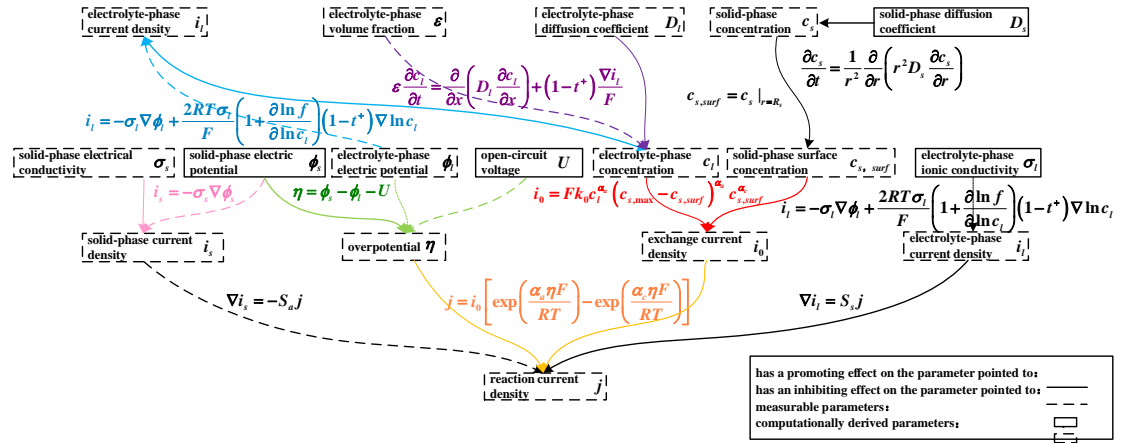 electrolyte-phase
current density i_l
electrolyte-phase
volume fraction ε
electrolyte-phase
diffusion coefficient D_l
solid-phase
concentration c_s
solid-phase diffusion
coefficient D_s
∂c_s/∂t = 1/r² ∂/∂r (r² D_s ∂c_s/∂r)
ε ∂c_l/∂t = ∂/∂x (D_l ∂c_l/∂x) + (1−t⁺) ∇i_l/F
c_{s,surf} = c_s |_{r=R_s}
i_l = −σ_l∇ϕ_l + 2RTσ_l/F (1 + ∂ln f/∂ln c_l)(1−t⁺)∇ln c_l
solid-phase electrical
conductivity σ_s
solid-phase electric
potential ϕ_s
electrolyte-phase
electric potential ϕ_l
open-circuit
voltage U
electrolyte-phase
concentration c_l
solid-phase surface
concentration c_{s, surf}
electrolyte-phase
ionic conductivity σ_l
i_s = −σ_s∇ϕ_s
η = ϕ_s − ϕ_l − U
i_0 = Fk_0 c_l^{α_a} (c_{s,max} − c_{s,surf})^{α_a} c_{s,surf}^{α_c}
i_l = −σ_l∇ϕ_l + 2RTσ_l/F (1 + ∂ln f/∂ln c_l)(1−t⁺)∇ln c_l
solid-phase current
density i_s
overpotential η
exchange current
density i_0
electrolyte-phase
current density i_l
∇i_s = −S_a j
j = i_0 [exp(α_a ηF/RT) − exp(α_c ηF/RT)]
∇i_l = S_s j
reaction current
density j
has a promoting effect on the parameter pointed to:
has an inhibiting effect on the parameter pointed to:
measurable parameters:
computationally derived parameters: